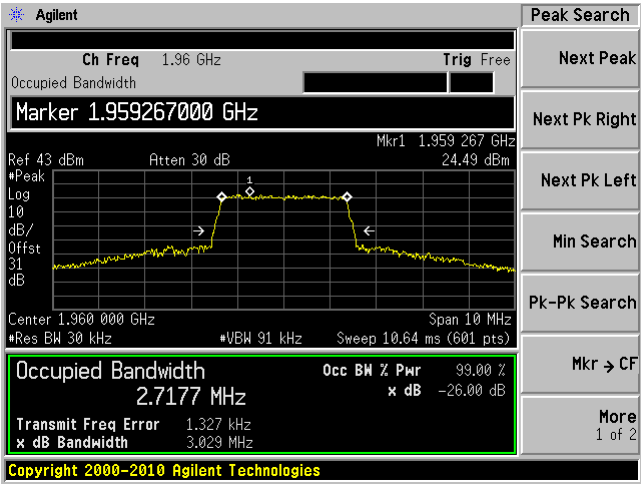 Agilent
Peak Search
Ch Freq 1.96 GHz Trig Free
Occupied Bandwidth
Marker 1.959267000 GHz
Mkr1 1.959 267 GHz
Ref 43 dBm Atten 30 dB 24.49 dBm
#Peak
Log
10
dB/
Offst
31
dB
1
Center 1.960 000 GHz Span 10 MHz
#Res BW 30 kHz #VBW 91 kHz Sweep 10.64 ms (601 pts)
Occupied Bandwidth Occ BW % Pwr 99.00 %
2.7177 MHz x dB -26.00 dB
Transmit Freq Error 1.327 kHz
x dB Bandwidth 3.029 MHz
Copyright 2000-2010 Agilent Technologies
Next Peak
Next Pk Right
Next Pk Left
Min Search
Pk-Pk Search
Mkr → CF
More
1 of 2